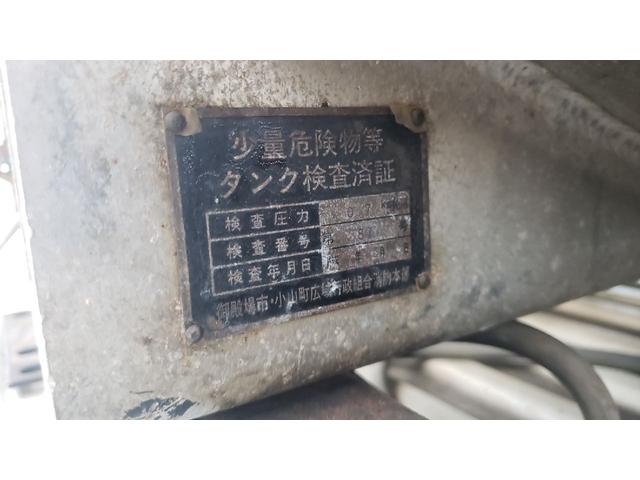 少量危険物等
タンク検査済証
検査圧力
検査番号 第
検査年月日
御殿場市・小山町広域行政組合消防本部